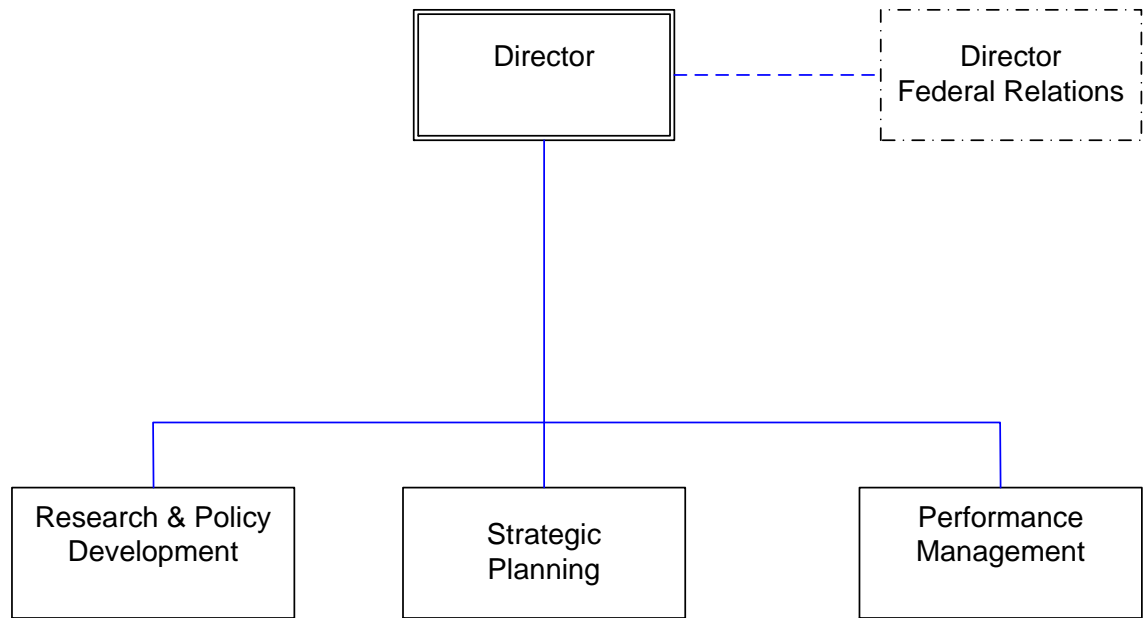 Director
Director
Federal Relations
Research & Policy
Development
Strategic
Planning
Performance
Management